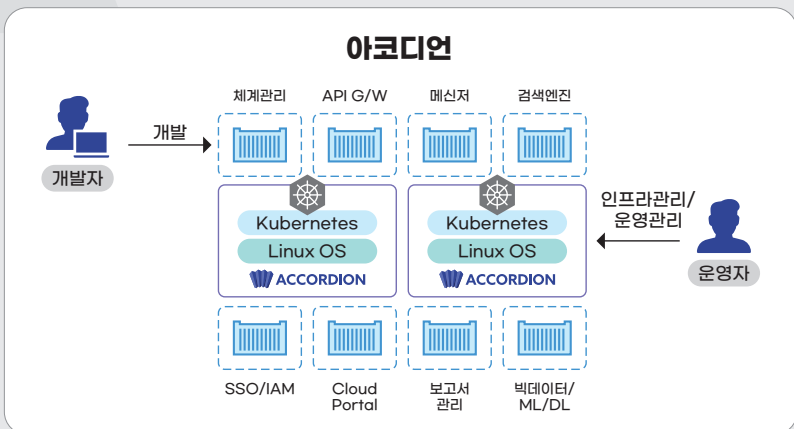 아코디언
체계관리
API G/W
메신저
검색엔진
개발
개발자
Kubernetes
Linux OS
ACCORDION
Kubernetes
Linux OS
ACCORDION
인프라관리/
운영관리
운영자
SSO/IAM
Cloud
Portal
보고서
관리
빅데이터/
ML/DL